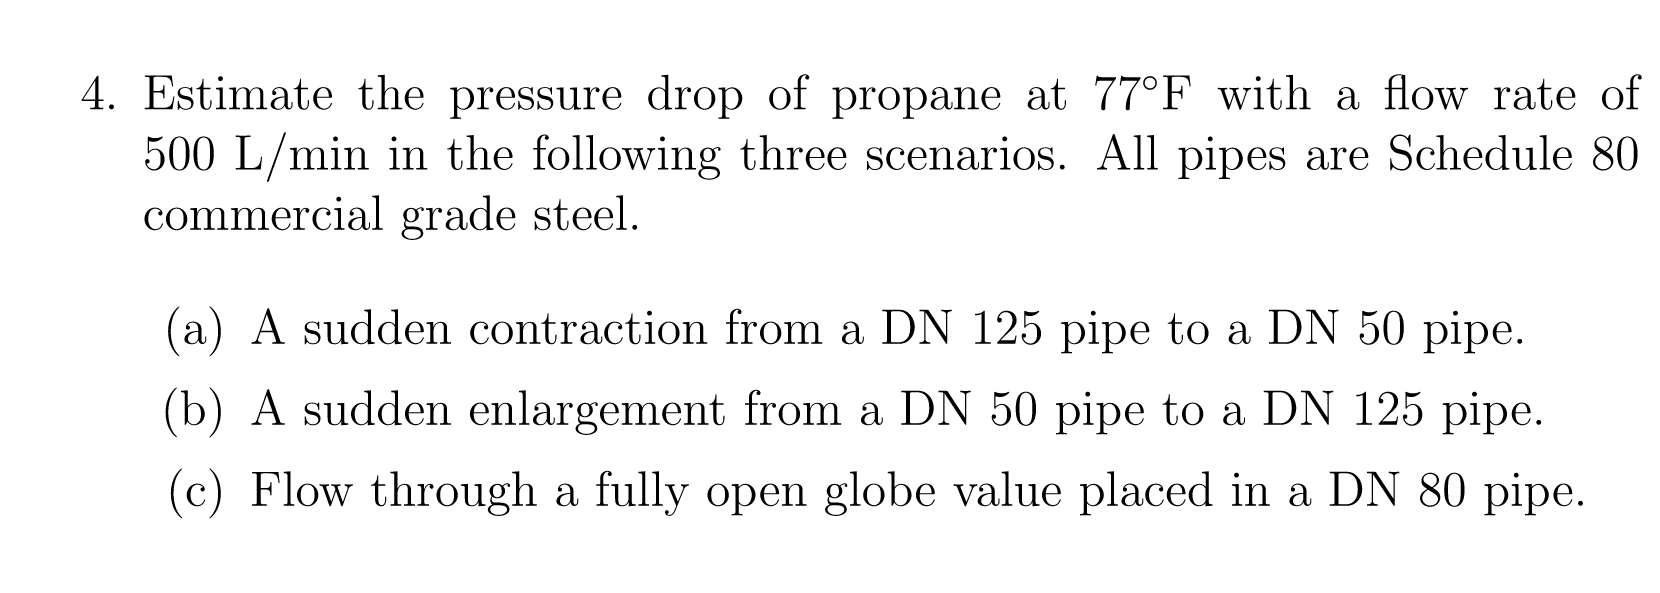 4. Estimate the pressure drop of propane at 77°F with a flow rate of
500 L/min in the following three scenarios. All pipes are Schedule 80
commercial grade steel.
(a) A sudden contraction from a DN 125 pipe to a DN 50 pipe.
(b) A sudden enlargement from a DN 50 pipe to a DN 125 pipe.
(c) Flow through a fully open globe value placed in a DN 80 pipe.